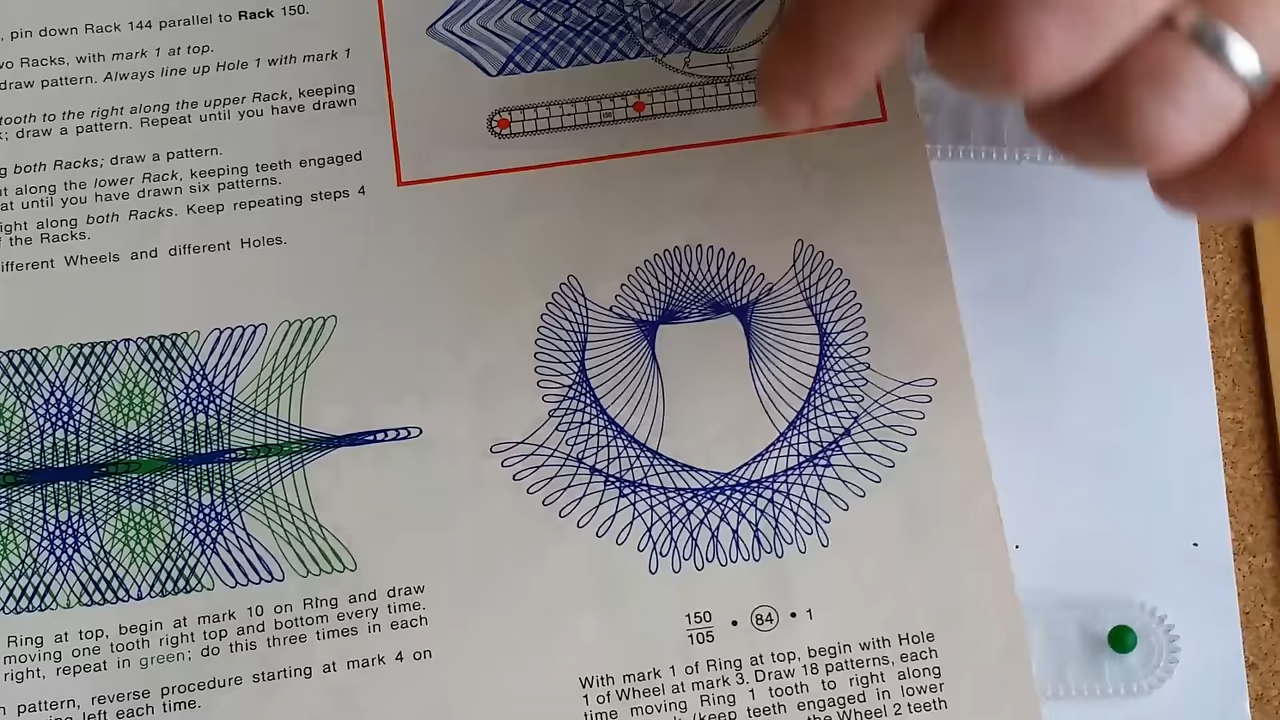 , pin down Rack 144 parallel to Rack 150.
wo Racks, with mark 1 at top.
draw pattern. Always line up Hole 1 with mark 1
tooth to the right along the upper Rack, keeping
; draw a pattern. Repeat until you have drawn
g both Racks; draw a pattern.
ut along the lower Rack, keeping teeth engaged
at until you have drawn six patterns.
ight along both Racks. Keep repeating steps 4
f the Racks.
ifferent Wheels and different Holes.
150
Ring at top, begin at mark 10 on Ring and draw
moving one tooth right top and bottom every time.
right, repeat in green; do this three times in each
n pattern, reverse procedure starting at mark 4 on
ing left each time.
150
105 • 84 • 1
With mark 1 of Ring at top, begin with Hole
1 of Wheel at mark 3. Draw 18 patterns, each
time moving Ring 1 tooth to right along
(keep teeth engaged in lower
the Wheel 2 teeth